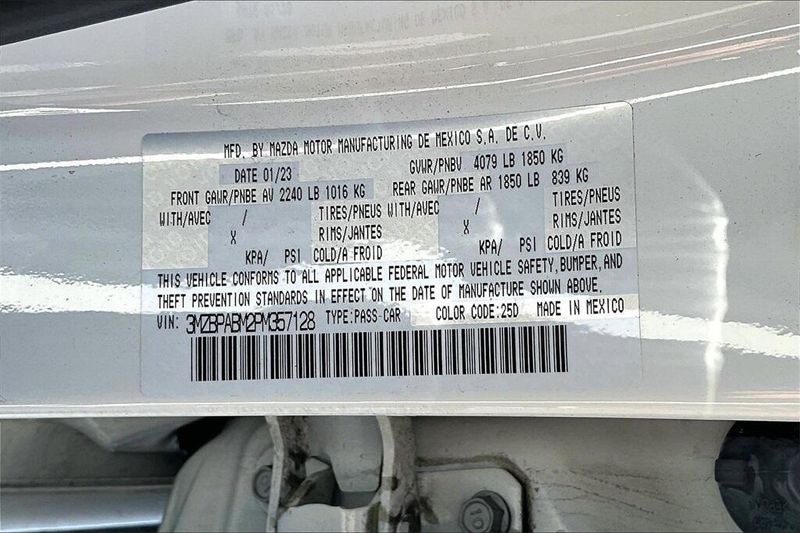 MFD. BY MAZDA MOTOR MANUFACTURING DE MEXICO S.A. DE C.V.
DATE 01/23 GVWR/PNBV 4079 LB 1850 KG
FRONT GAWR/PNBE AV 2240 LB 1016 KG REAR GAWR/PNBE AR 1850 LB 839 KG
WITH/AVEC / TIRES/PNEUS WITH/AVEC / TIRES/PNEUS
X RIMS/JANTES X RIMS/JANTES
KPA/ PSI COLD/A FROID KPA/ PSI COLD/A FROID
THIS VEHICLE CONFORMS TO ALL APPLICABLE FEDERAL MOTOR VEHICLE SAFETY, BUMPER, AND
THEFT PREVENTION STANDARDS IN EFFECT ON THE DATE OF MANUFACTURE SHOWN ABOVE.
VIN: 3MZBPABM2PM357128 TYPE:PASS-CAR COLOR CODE:25D MADE IN MEXICO